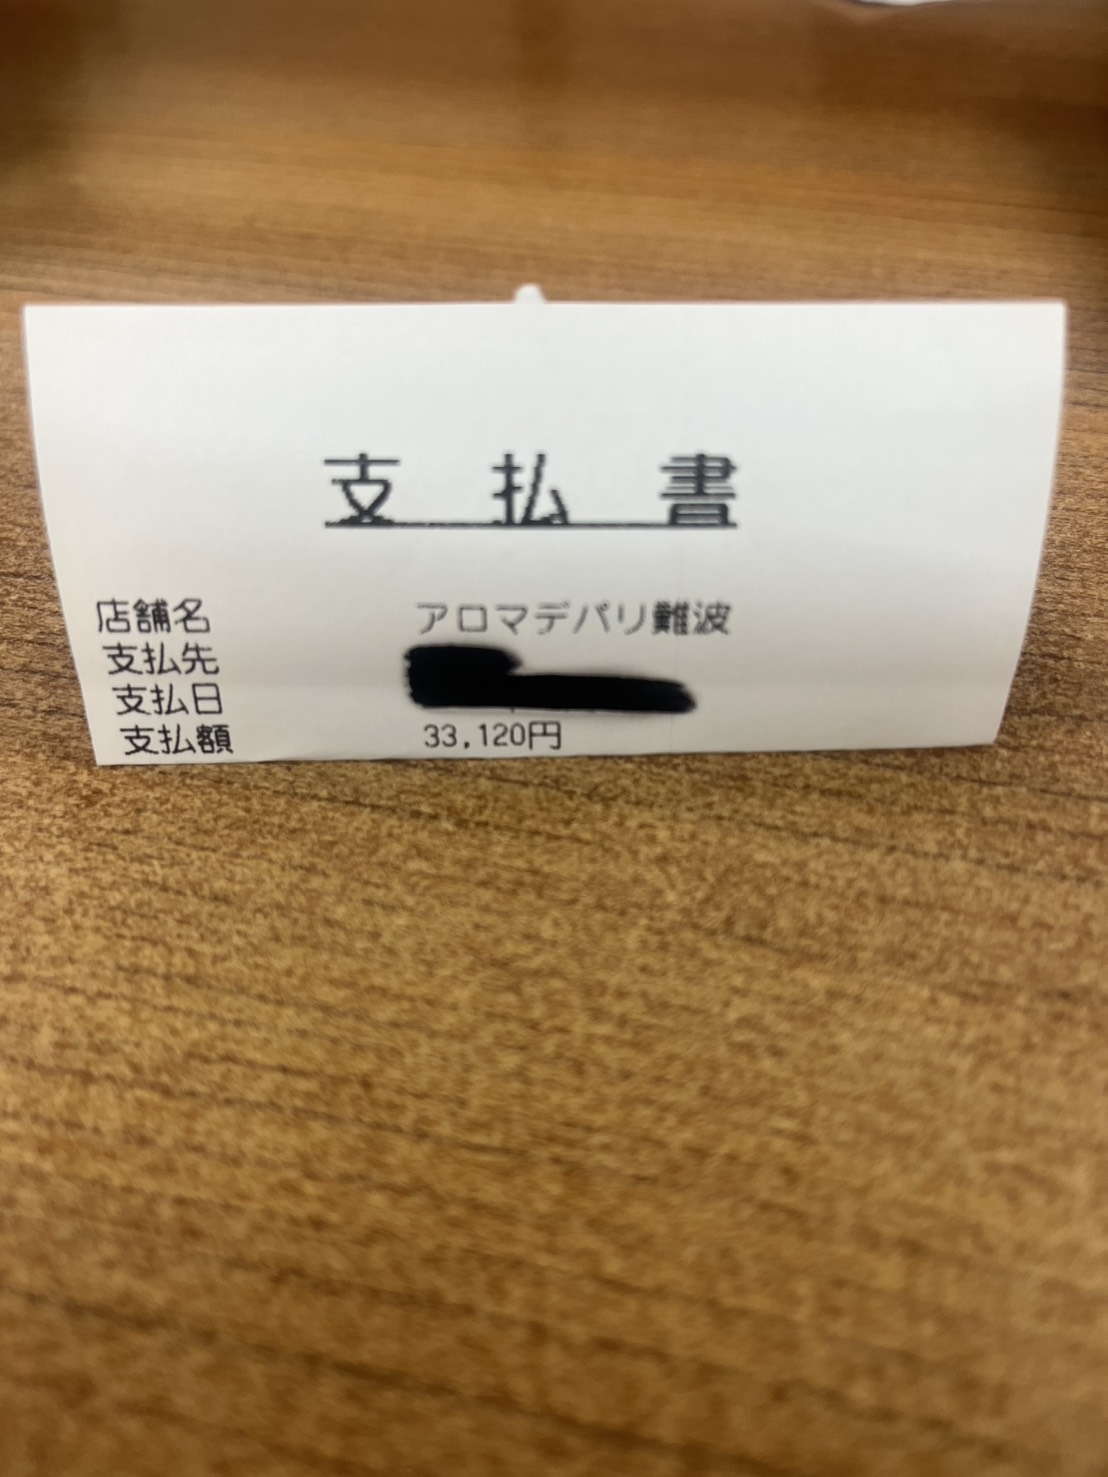 支払書
店舗名 アロマデパリ難波
支払先
支払日
支払額 33,120円